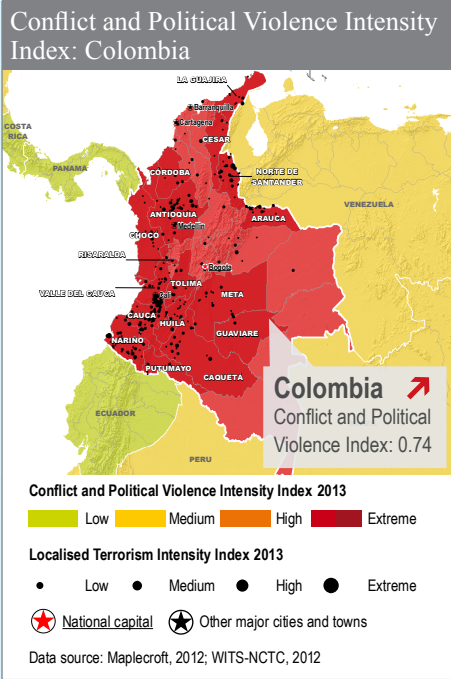 Conflict and Political Violence Intensity
Index: Colombia
LA GUAJIRA
Barranquilla
Cartagena
COSTA
RICA
CESAR
PANAMA
CÓRDOBA
NORTE DE
SANTANDER
VENEZUELA
ANTIOQUIA
ARAUCA
Medellín
CHOCO
RISARALDA
Bogota
TOLIMA
VALLE DEL CAUCA
META
Cali
CAUCA
HUILA
GUAVIARE
NARINO
PUTUMAYO
CAQUETA
ECUADOR
PERU
Colombia
Conflict and Political
Violence Index: 0.74
Conflict and Political Violence Intensity Index 2013
Low Medium High Extreme
Localised Terrorism Intensity Index 2013
Low Medium High Extreme
National capital Other major cities and towns
Data source: Maplecroft, 2012; WITS-NCTC, 2012